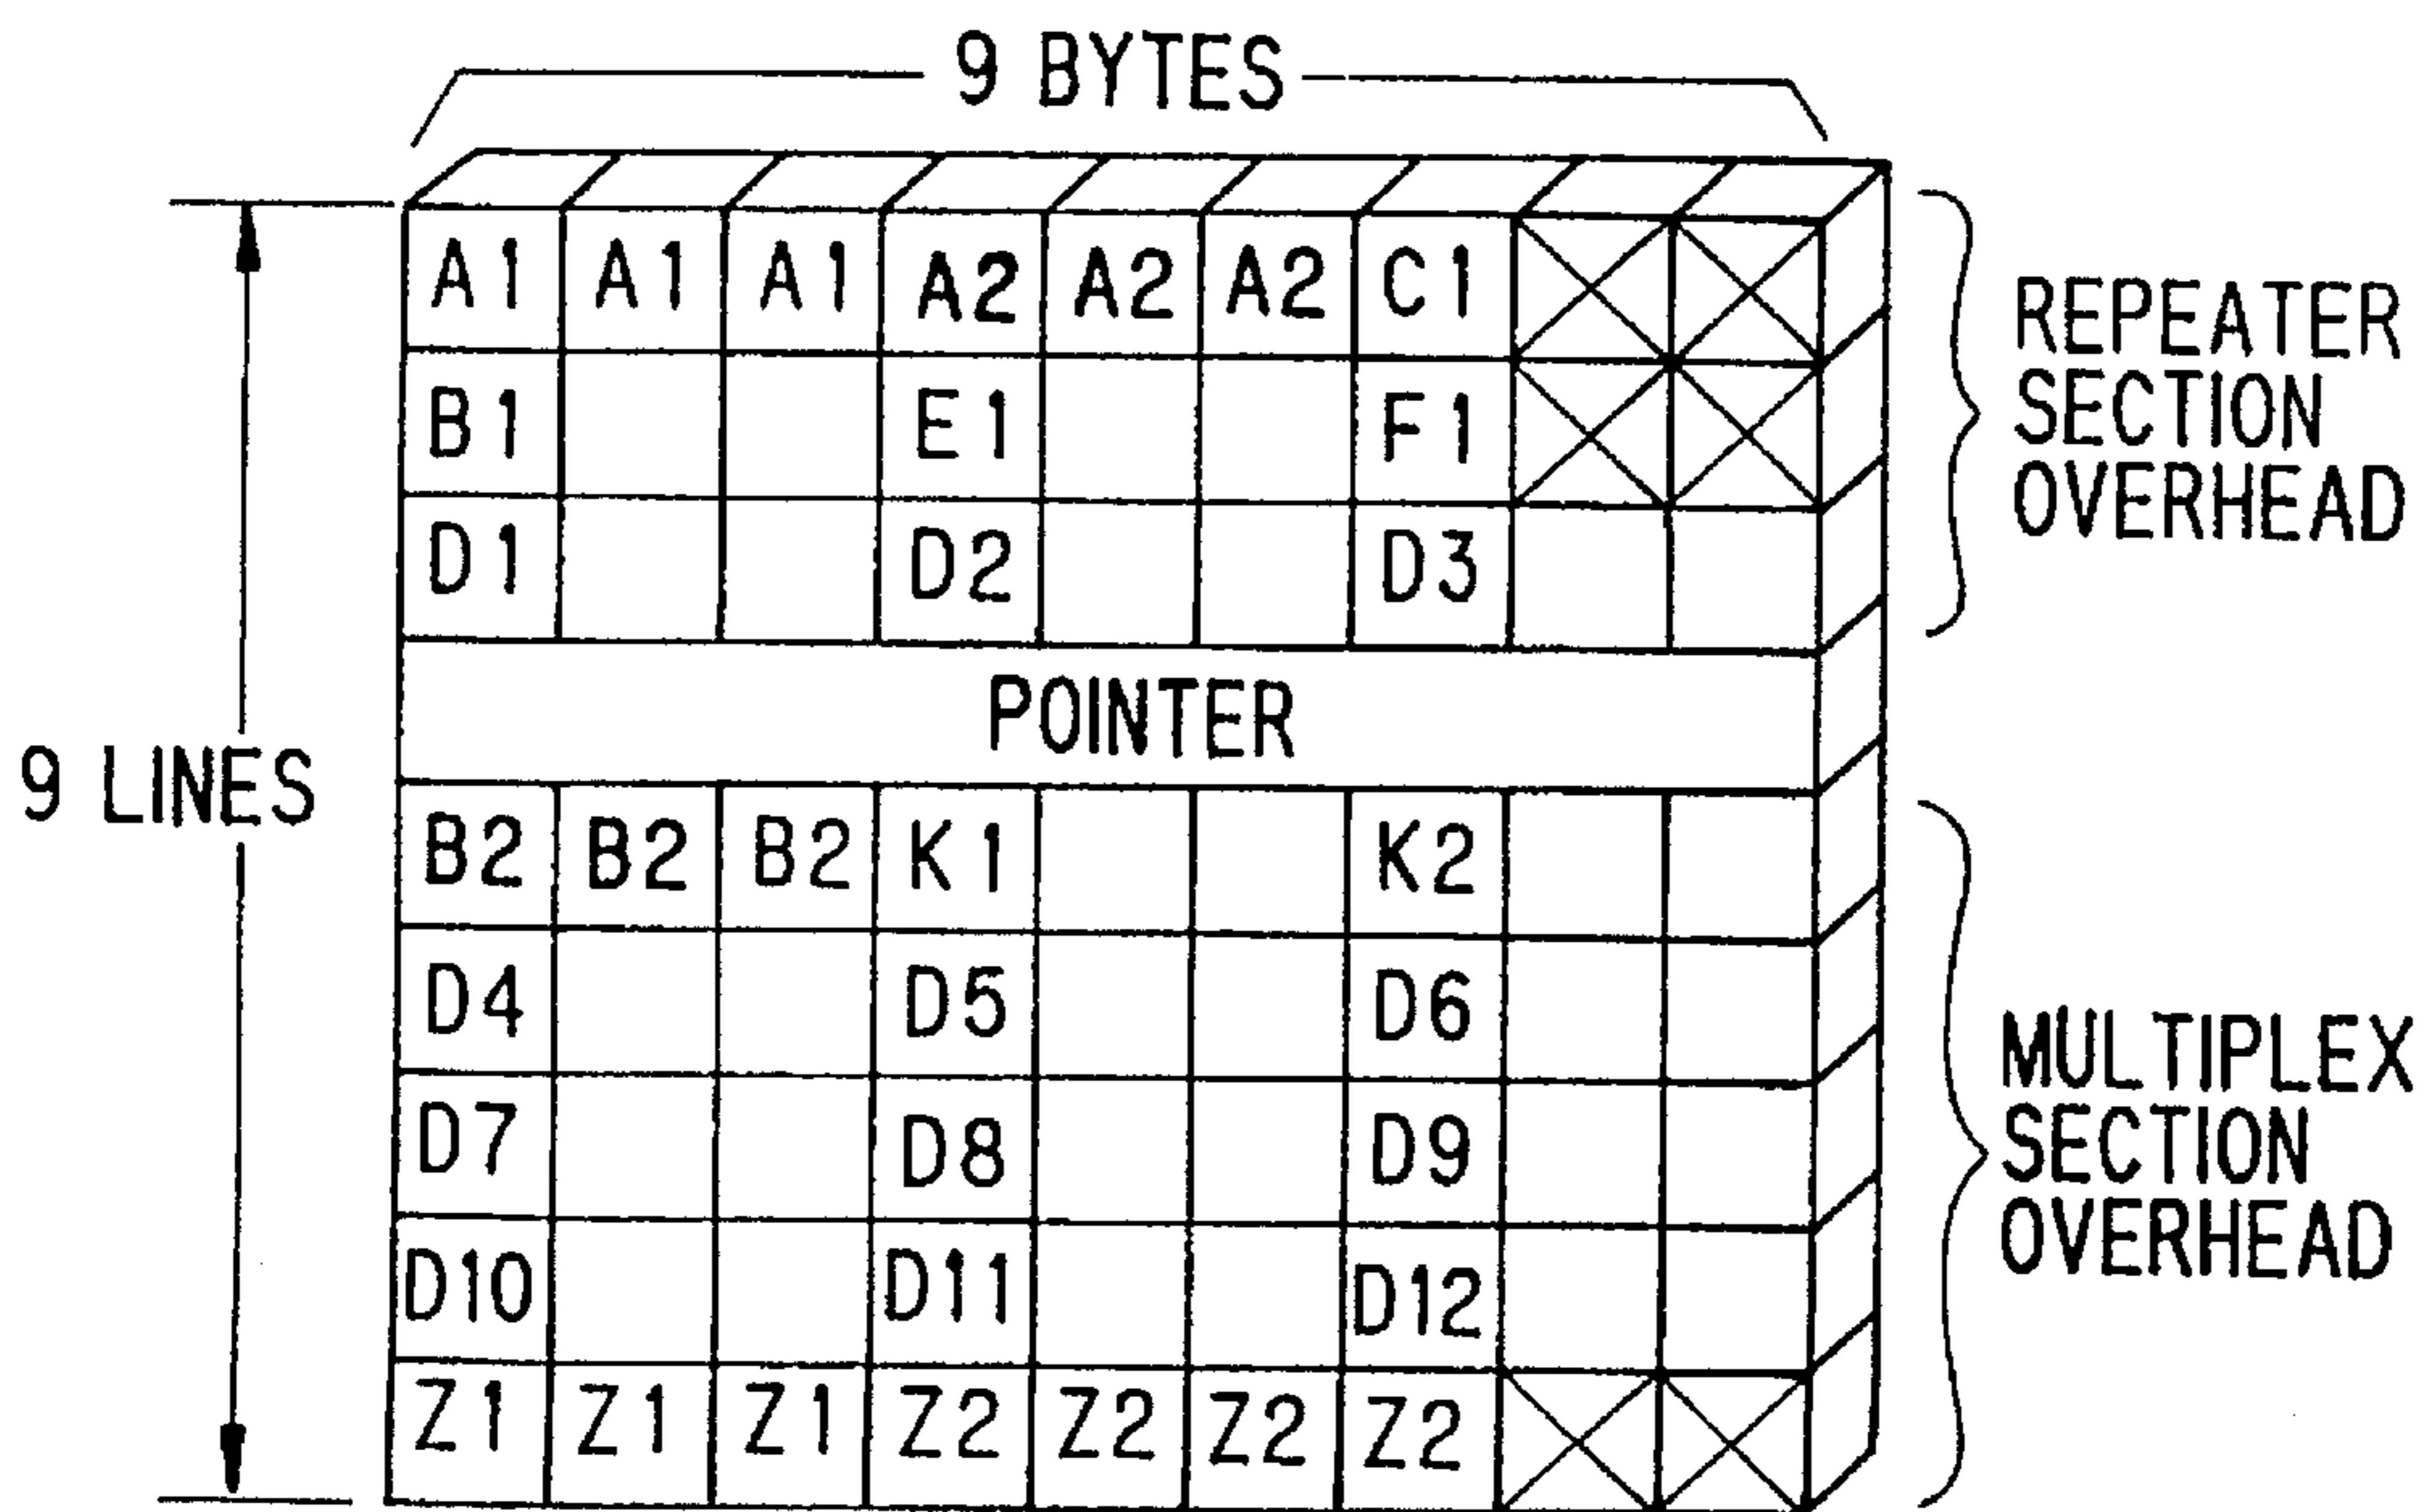 9 BYTES
A1 A1 A1 A2 A2 A2 C1
B1 E1 F1
D1 D2 D3
REPEATER
SECTION
OVERHEAD
POINTER
9 LINES
B2 B2 B2 K1 K2
D4 D5 D6
D7 D8 D9
D10 D11 D12
Z1 Z1 Z1 Z2 Z2 Z2 Z2
MULTIPLEX
SECTION
OVERHEAD